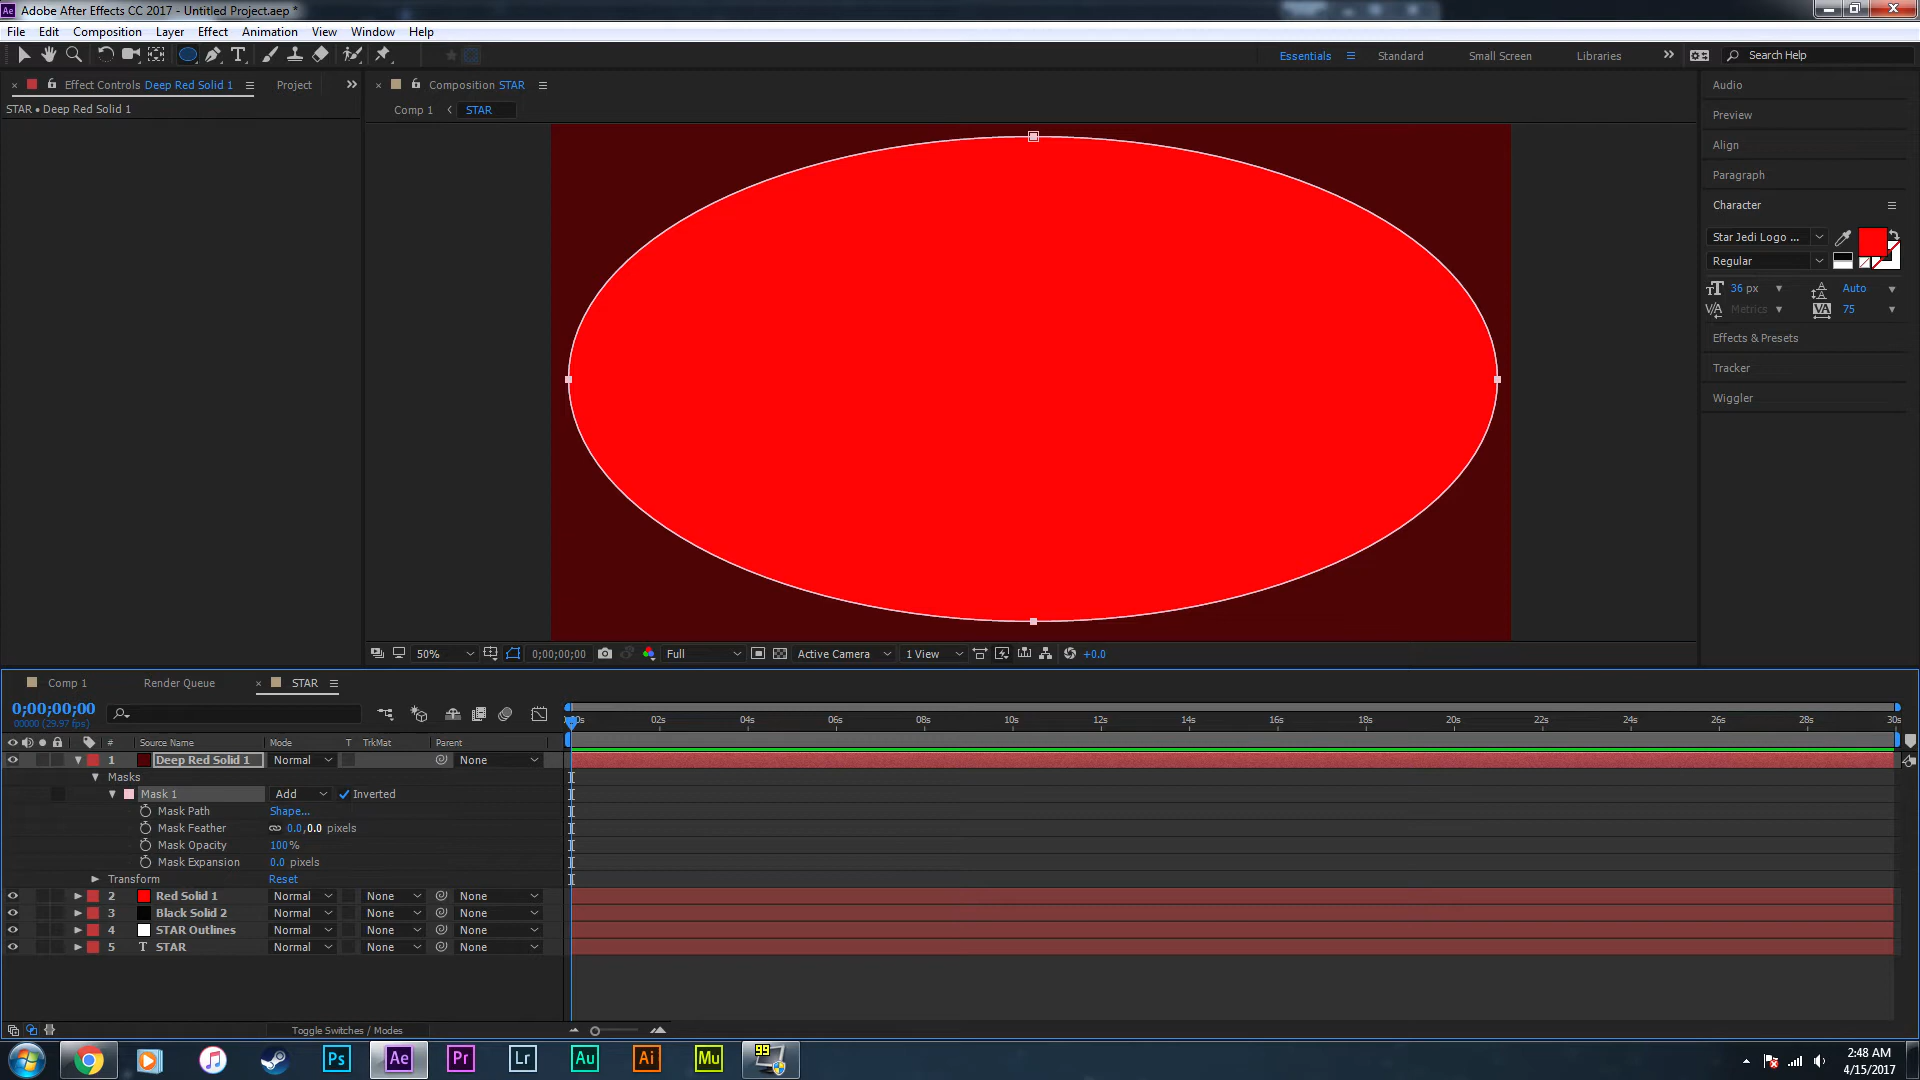 Adobe After Effects CC 2017 - Untitled Project.aep *
File Edit Composition Layer Effect Animation View Window Help
Essentials Standard Small Screen Libraries Search Help
Effect Controls Deep Red Solid 1 Project
STAR • Deep Red Solid 1
Composition STAR
Comp 1 STAR
Audio
Preview
Align
Paragraph
Character
Star Jedi Logo ...
Regular
36 px Auto
Metrics 75
Effects & Presets
Tracker
Wiggler
50% 0;00;00;00 Full Active Camera 1 View +0.0
Comp 1 Render Queue STAR
0;00;00;00
00000 (29.97 fps)
02s 04s 06s 08s 10s 12s 14s 16s 18s 20s 22s 24s 26s 28s 30s
# Source Name Mode T TrkMat Parent
1 Deep Red Solid 1 Normal None
Masks
Mask 1 Add Inverted
Mask Path Shape...
Mask Feather 0.0,0.0 pixels
Mask Opacity 100%
Mask Expansion 0.0 pixels
Transform Reset
2 Red Solid 1 Normal None None
3 Black Solid 2 Normal None None
4 STAR Outlines Normal None None
5 T STAR Normal None None
Toggle Switches / Modes
Ps Ae Pr Lr Au Ai Mu 99
2:48 AM
4/15/2017